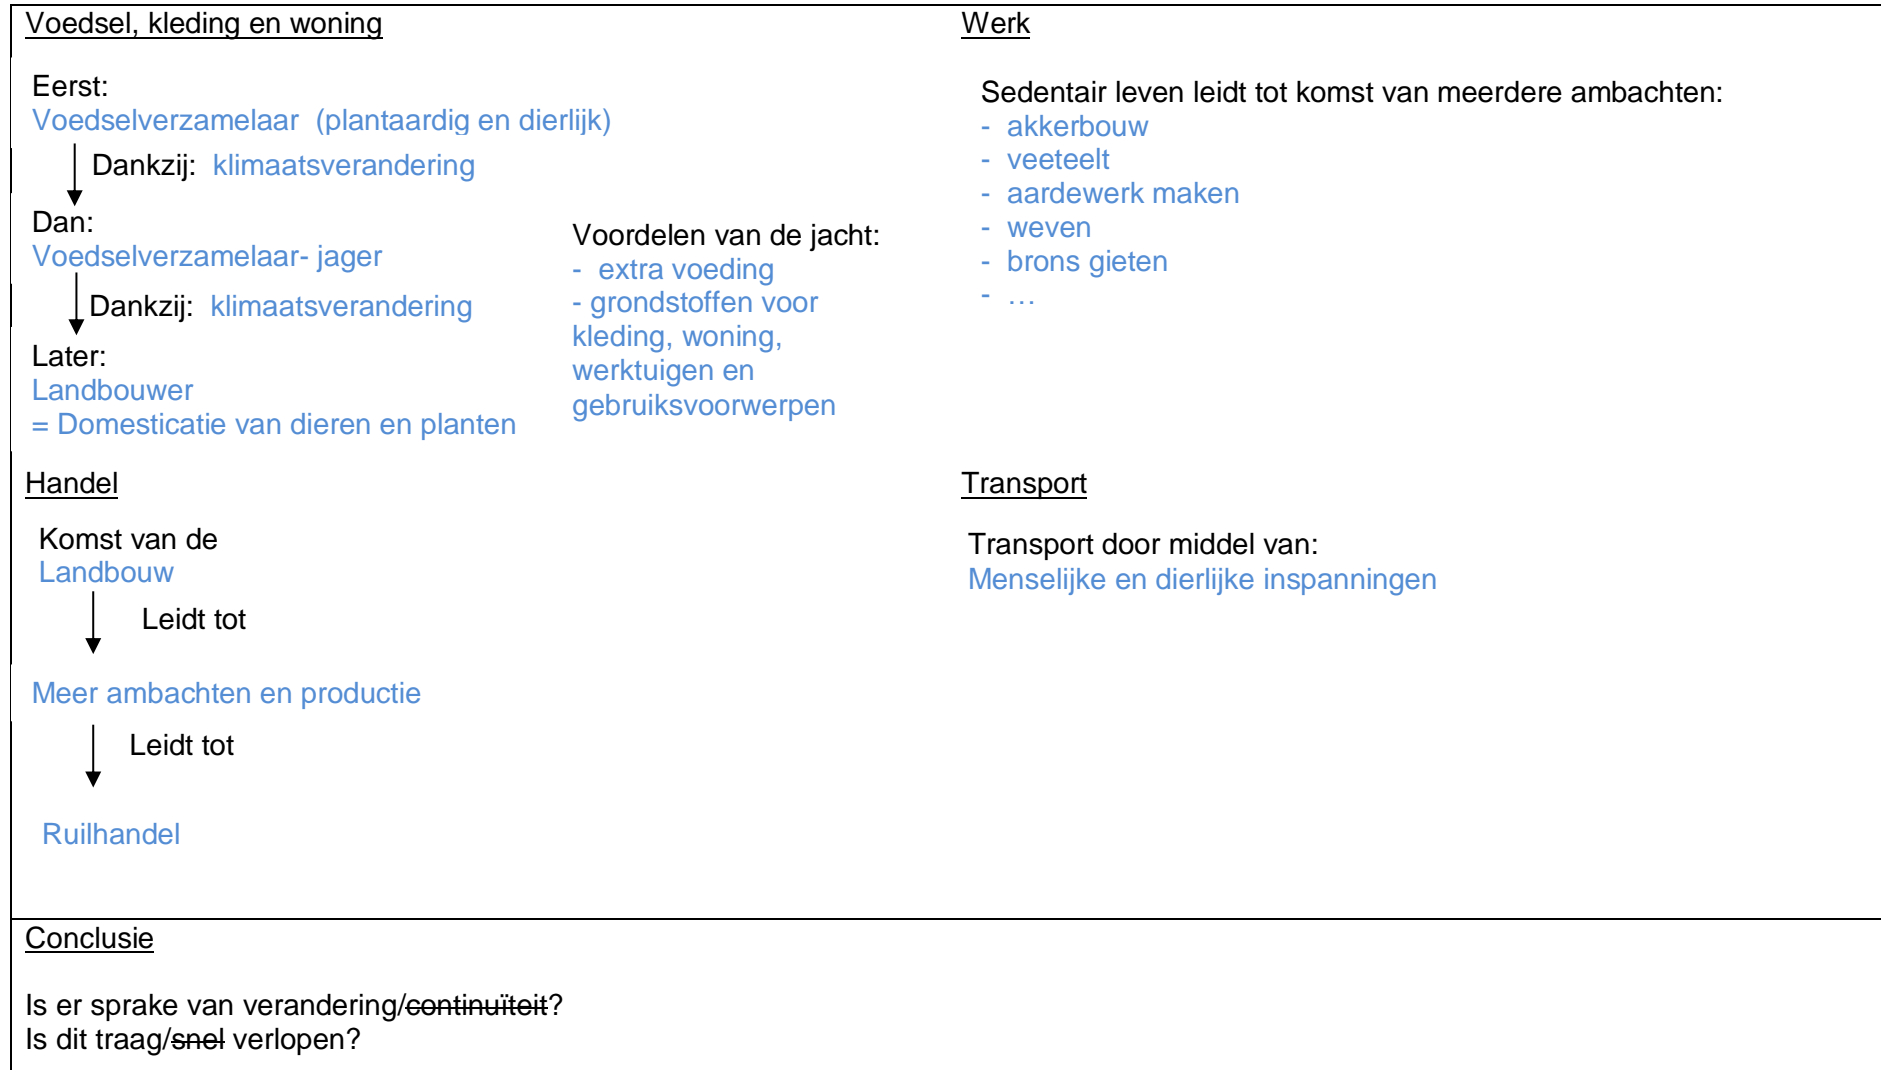 Voedsel, kleding en woning
Eerst:
Voedselverzamelaar (plantaardig en dierlijk)
Dankzij: klimaatsverandering
Dan:
Voedselverzamelaar- jager
Dankzij: klimaatsverandering
Later:
Landbouwer
= Domesticatie van dieren en planten
Voordelen van de jacht:
- extra voeding
- grondstoffen voor
kleding, woning,
werktuigen en
gebruiksvoorwerpen
Werk
Sedentair leven leidt tot komst van meerdere ambachten:
- akkerbouw
- veeteelt
- aardewerk maken
- weven
- brons gieten
- …
Handel
Komst van de
Landbouw
Leidt tot
Meer ambachten en productie
Leidt tot
Ruilhandel
Transport
Transport door middel van:
Menselijke en dierlijke inspanningen
Conclusie
Is er sprake van verandering/continuïteit?
Is dit traag/snel verlopen?